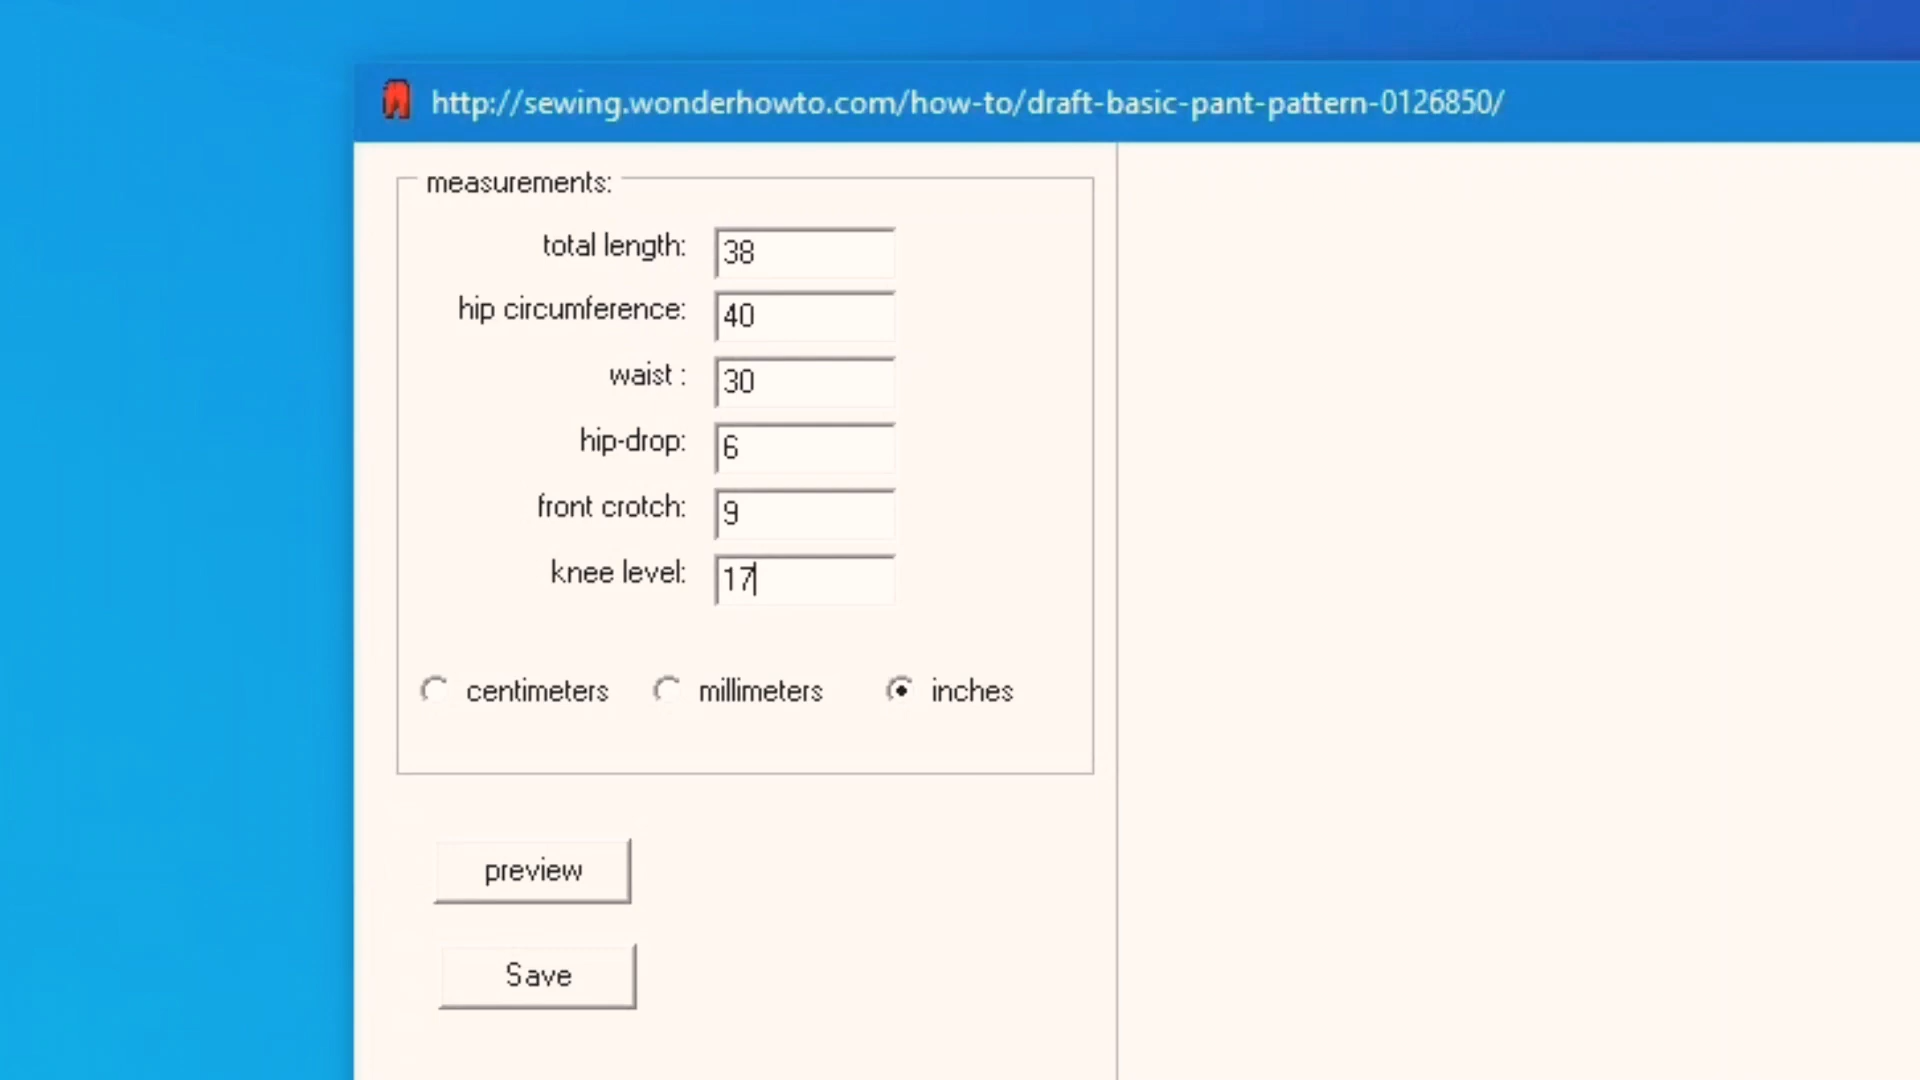 http://sewing.wonderhowto.com/how-to/draft-basic-pant-pattern-0126850/
measurements:
total length: 38
hip circumference: 40
waist : 30
hip-drop: 6
front crotch: 9
knee level: 17
centimeters millimeters inches
preview
Save